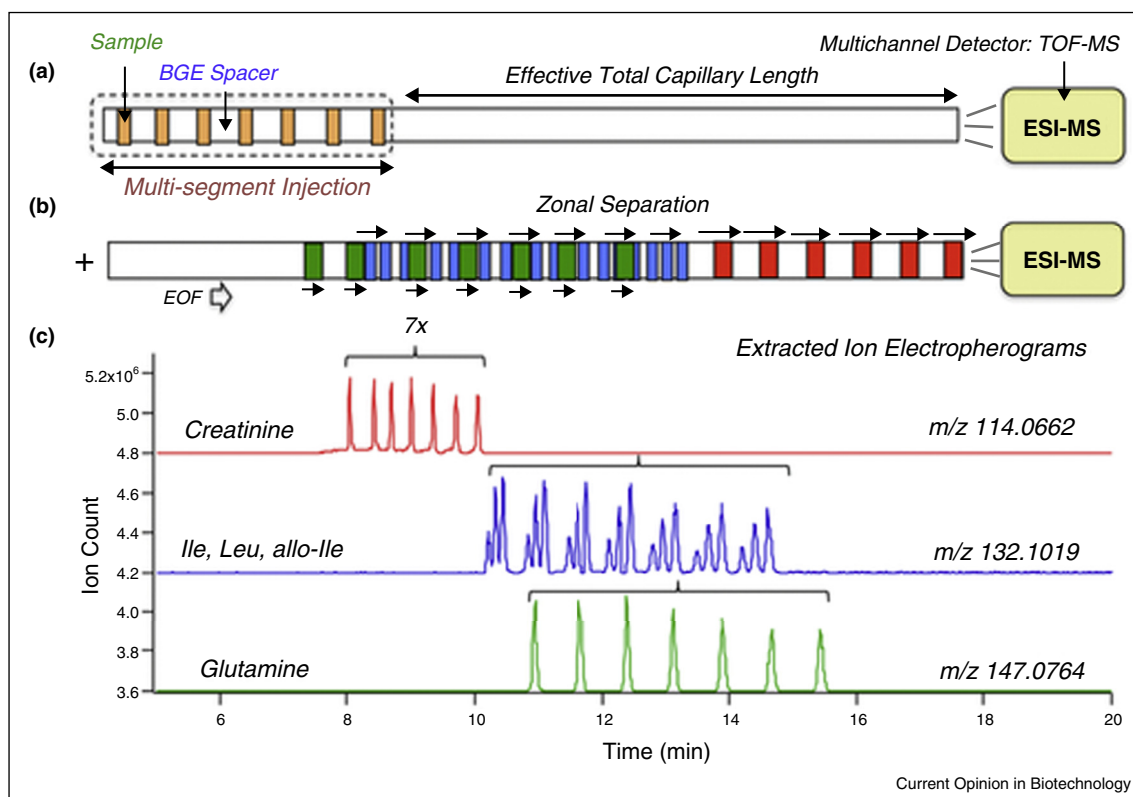 Sample
Multichannel Detector: TOF-MS
(a)
BGE Spacer
Effective Total Capillary Length
ESI-MS
Multi-segment Injection
(b)
Zonal Separation
+
ESI-MS
EOF
(c)
7x
Extracted Ion Electropherograms
5.2x10⁶
5.0
Creatinine
m/z 114.0662
4.8
4.6
4.4
Ile, Leu, allo-Ile
m/z 132.1019
4.2
4.0
3.8
Glutamine
m/z 147.0764
3.6
Ion Count
6 8 10 12 14 16 18 20
Time (min)
Current Opinion in Biotechnology